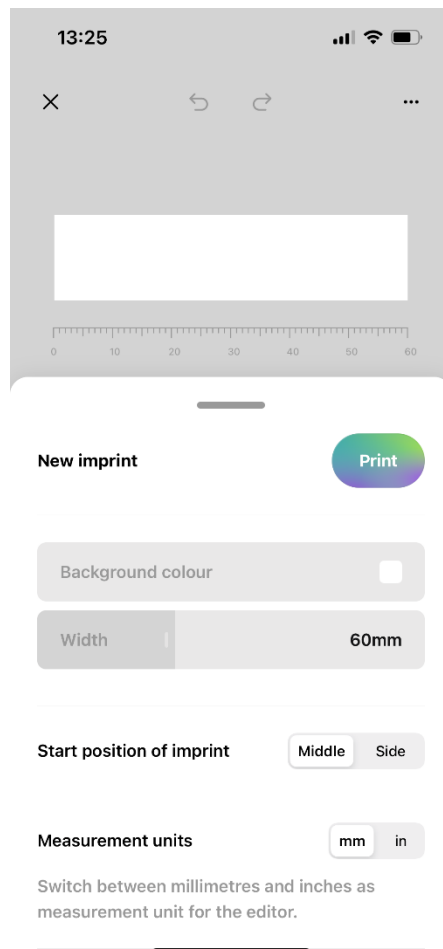 13:25
0 10 20 30 40 50 60
New imprint
Print
Background colour
Width 60mm
Start position of imprint
Middle Side
Measurement units
mm in
Switch between millimetres and inches as
measurement unit for the editor.